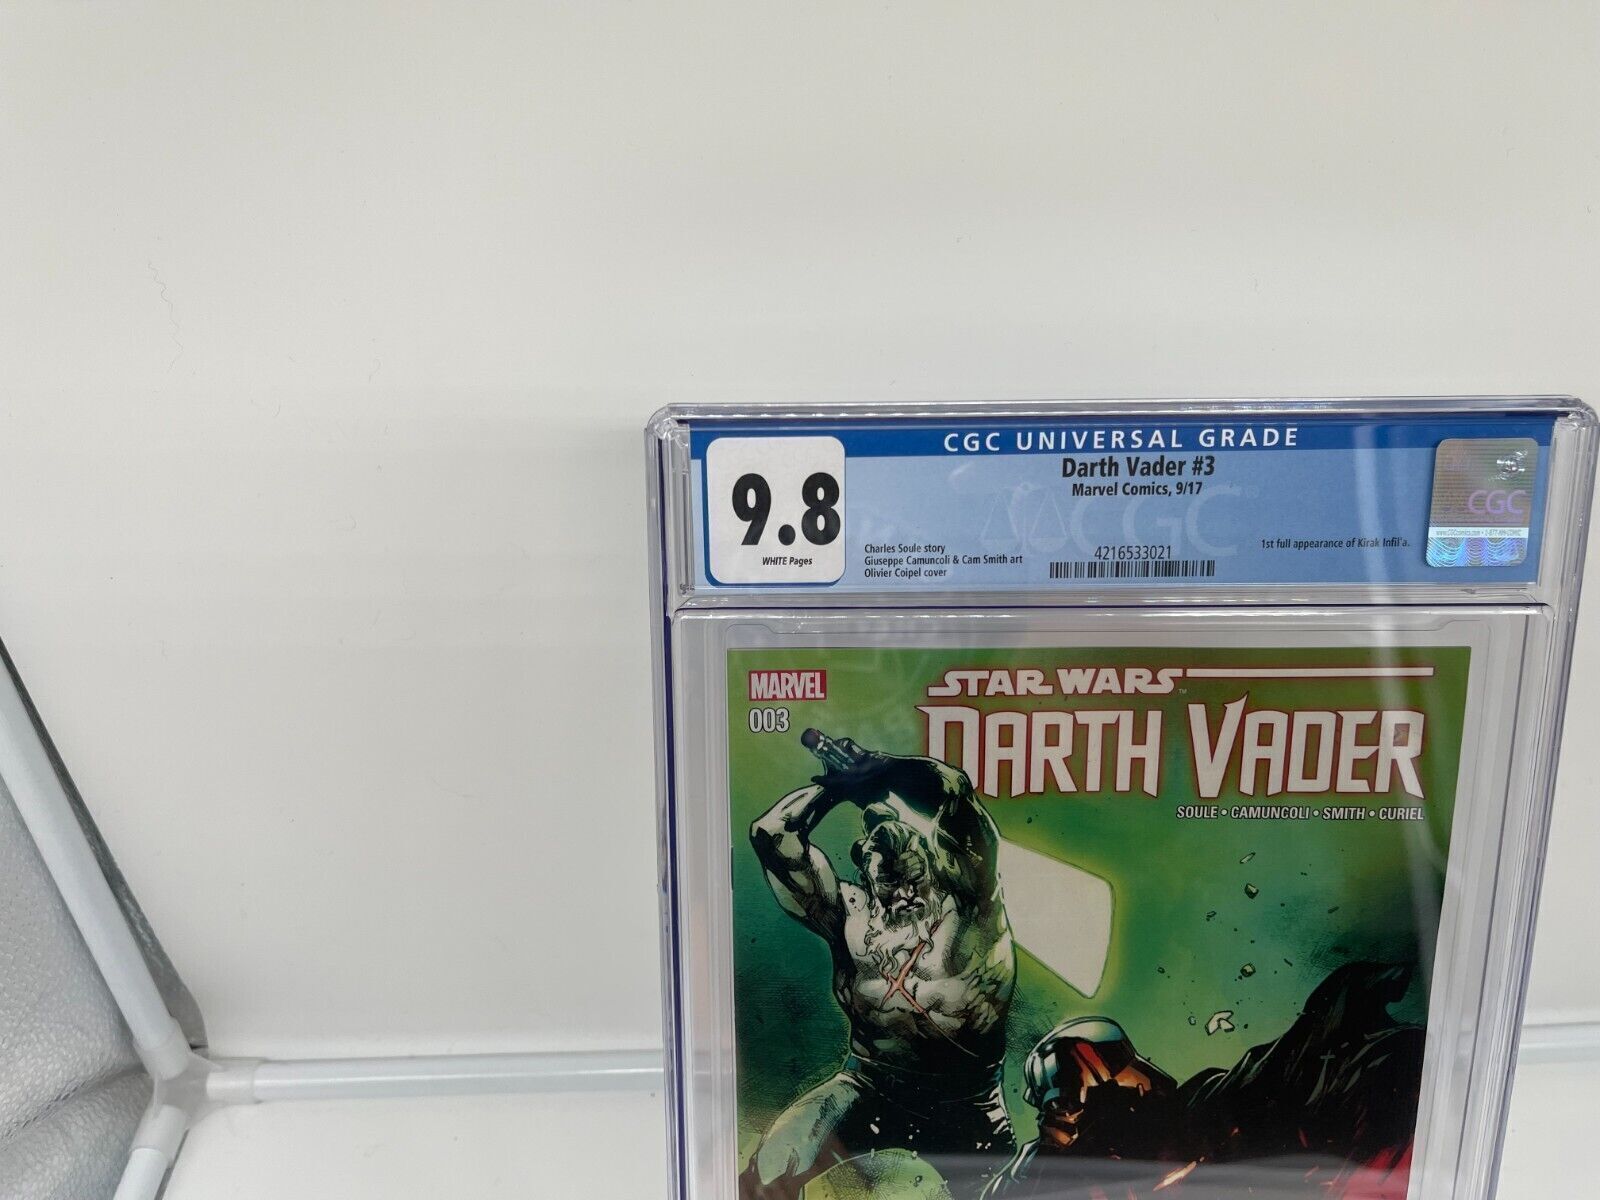 CGC UNIVERSAL GRADE
9.8
WHITE Pages
Darth Vader #3
Marvel Comics, 9/17
Charles Soule story
Giuseppe Camuncoli & Cam Smith art
Olivier Coipel cover
4216533021
1st full appearance of Kirak Infil'a.
CGC
CGC
MARVEL
003
STAR WARS™
DARTH VADER
SOULE • CAMUNCOLI • SMITH • CURIEL